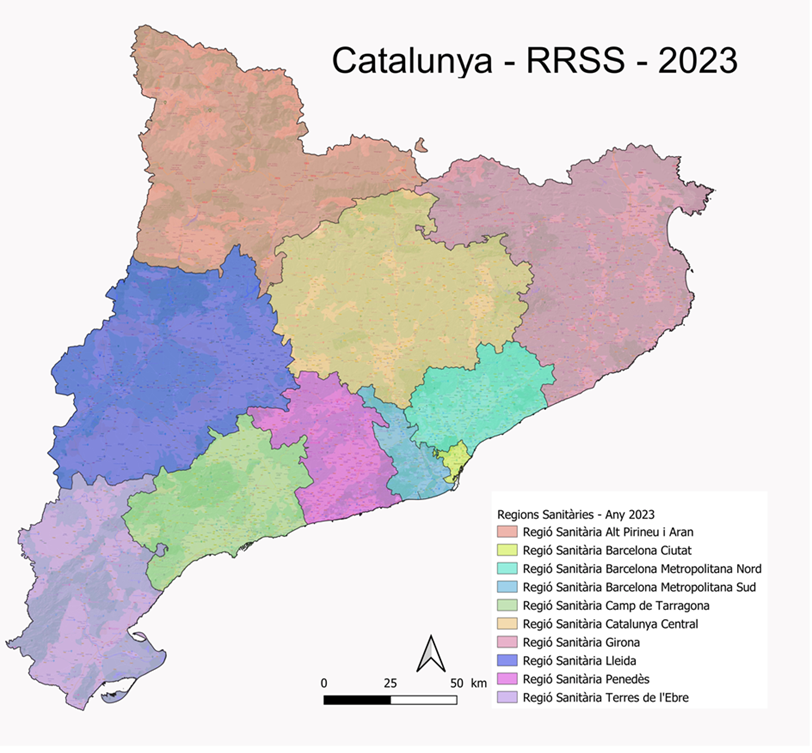 Catalunya - RRSS - 2023
Regions Sanitàries - Any 2023
Regió Sanitària Alt Pirineu i Aran
Regió Sanitària Barcelona Ciutat
Regió Sanitària Barcelona Metropolitana Nord
Regió Sanitària Barcelona Metropolitana Sud
Regió Sanitària Camp de Tarragona
Regió Sanitària Catalunya Central
Regió Sanitària Girona
Regió Sanitària Lleida
Regió Sanitària Penedès
Regió Sanitària Terres de l'Ebre
0 25 50 km